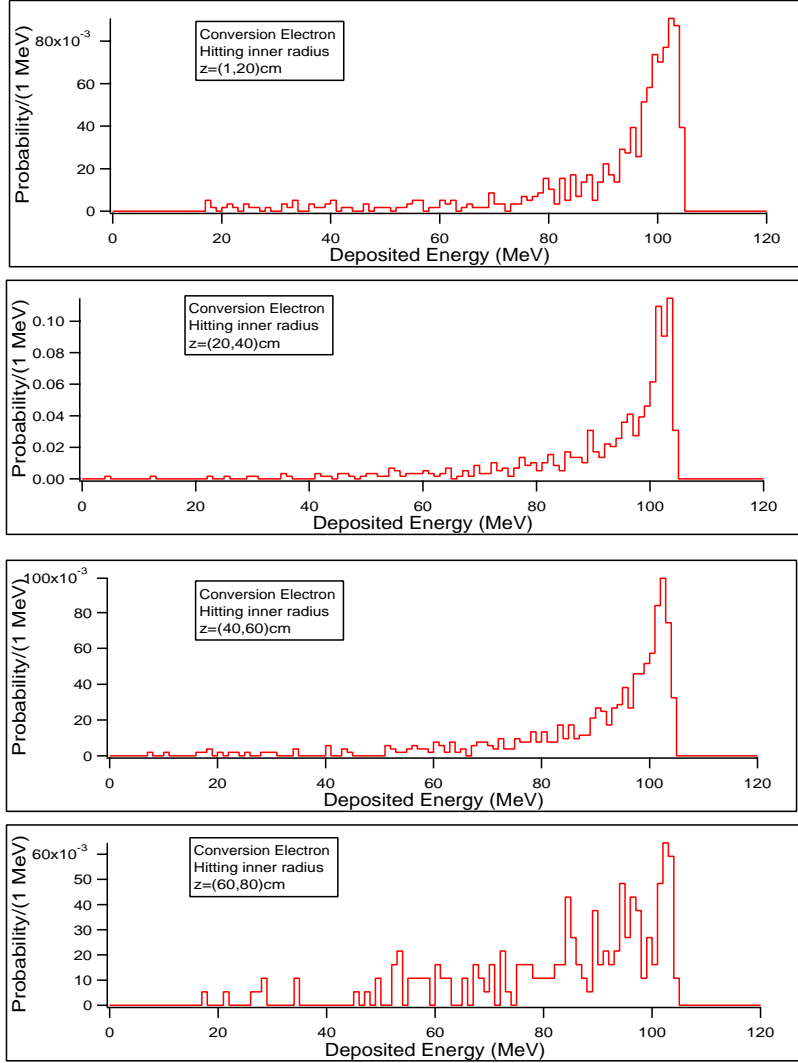 Probability/(1 MeV)
80x10-3
60
40
20
0
Conversion Electron
Hitting inner radius
z=(1,20)cm
0 20 40 60 80 100 120
Deposited Energy (MeV)
Probability/(1 MeV)
0.10
0.08
0.06
0.04
0.02
0.00
Conversion Electron
Hitting inner radius
z=(20,40)cm
0 20 40 60 80 100 120
Deposited Energy (MeV)
Probability/(1 MeV)
100x10-3
80
60
40
20
0
Conversion Electron
Hitting inner radius
z=(40,60)cm
0 20 40 60 80 100 120
Deposited Energy (MeV)
Probability/(1 MeV)
60x10-3
50
40
30
20
10
0
Conversion Electron
Hitting inner radius
z=(60,80)cm
0 20 40 60 80 100 120
Deposited Energy (MeV)